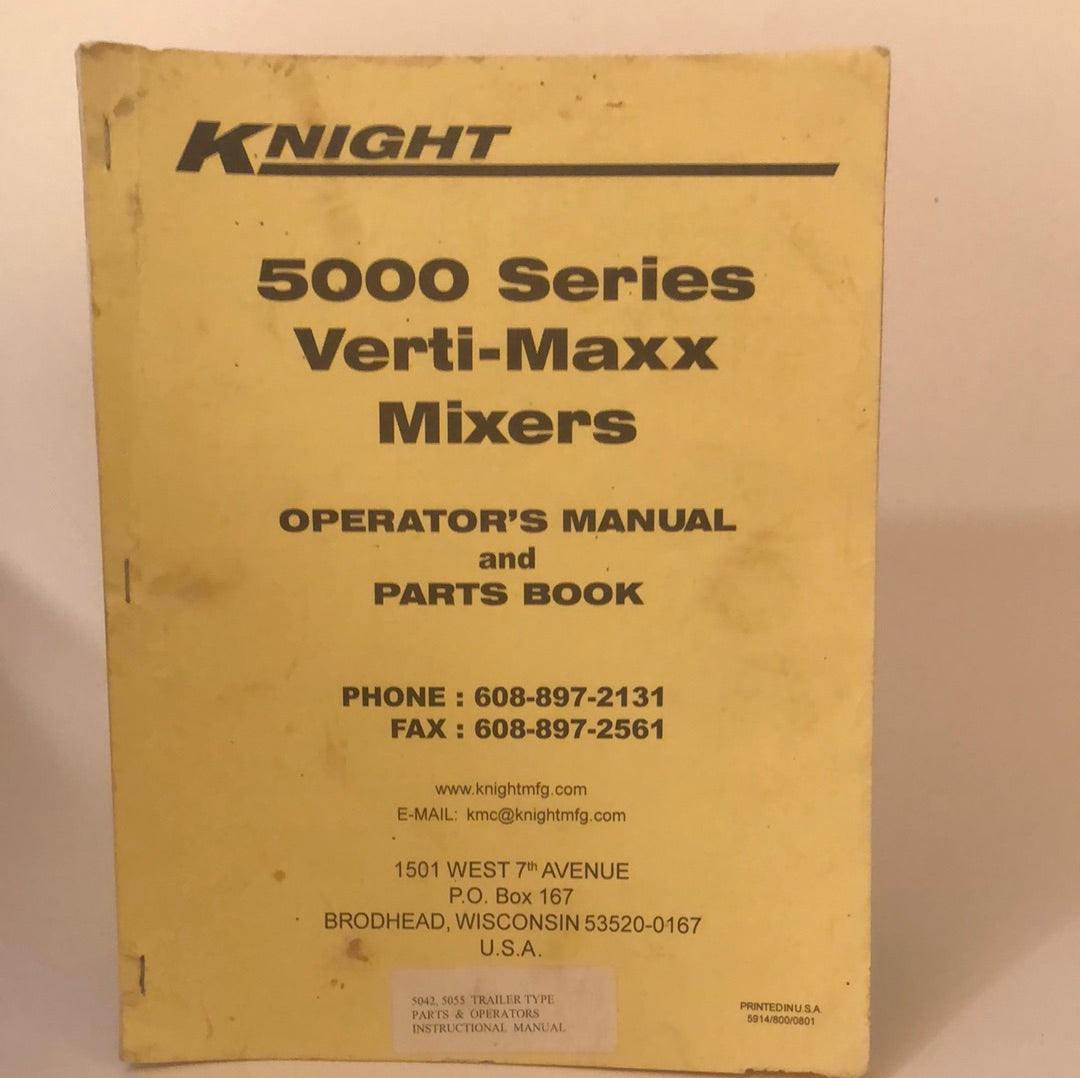 KNIGHT
5000 Series
Verti-Maxx
Mixers
OPERATOR'S MANUAL
and
PARTS BOOK
PHONE : 608-897-2131
FAX : 608-897-2561
www.knightmfg.com
E-MAIL: kmc@knightmfg.com
1501 WEST 7th AVENUE
P.O. Box 167
BRODHEAD, WISCONSIN 53520-0167
U.S.A.
5042, 5055 TRAILER TYPE
PARTS & OPERATORS
INSTRUCTIONAL MANUAL
PRINTED IN U.S.A.
5914/800/0801